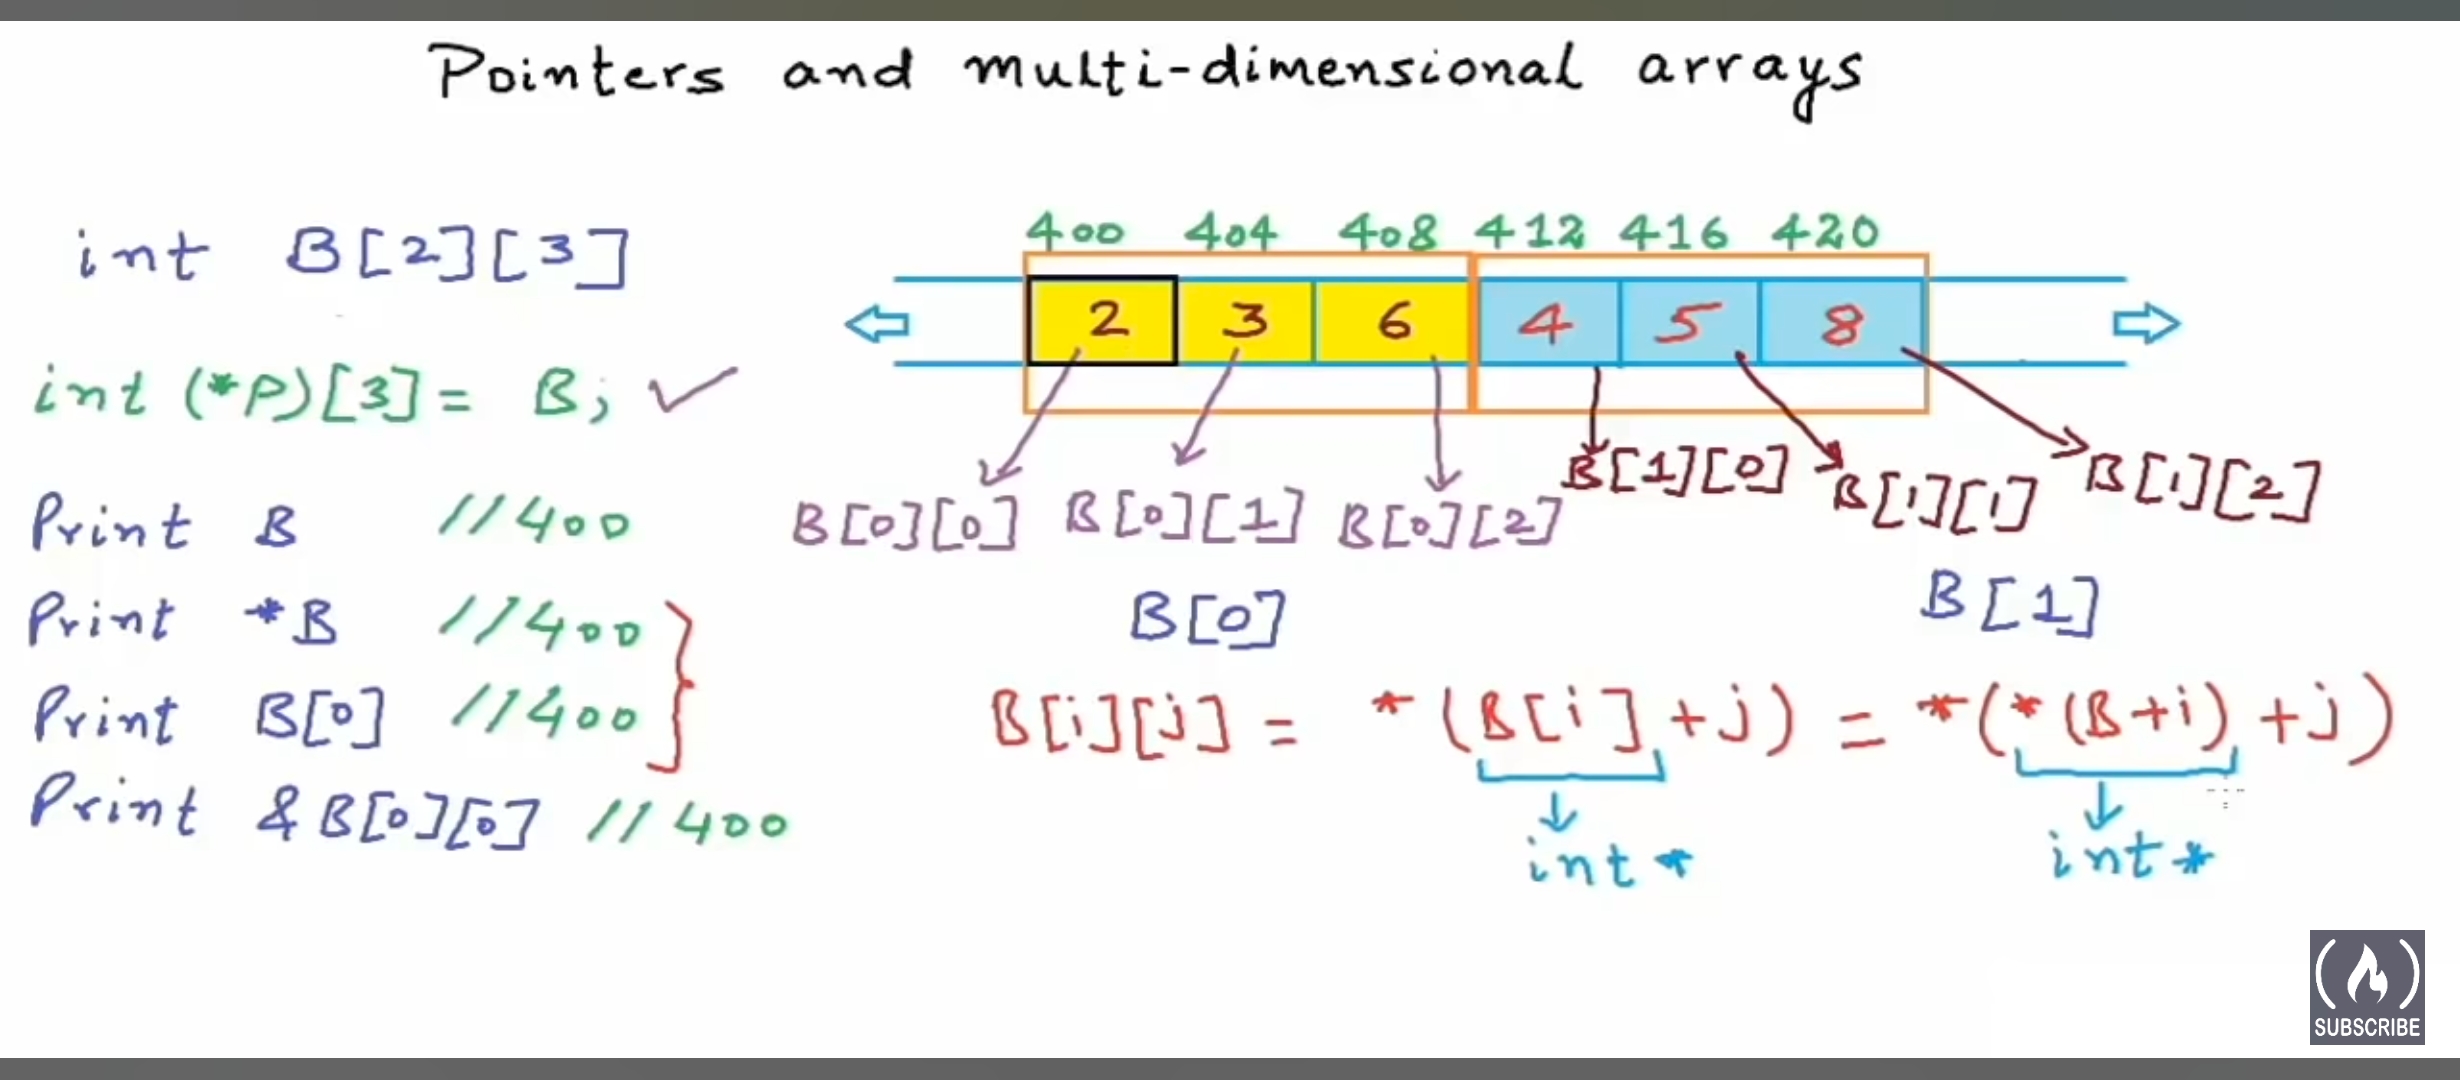 Pointers and multi-dimensional arrays
int B[2][3]
int (*P)[3] = B; ✓
Print B //400
Print *B //400
Print B[0] //400
Print &B[0][0] //400
400 404 408 412 416 420
2 3 6 4 5 8
B[0][0] B[0][1] B[0][2] B[1][0] B[1][1] B[1][2]
B[0] B[1]
B[i][j] = *(B[i]+j) = *(*(B+i)+j)
int* int*
SUBSCRIBE